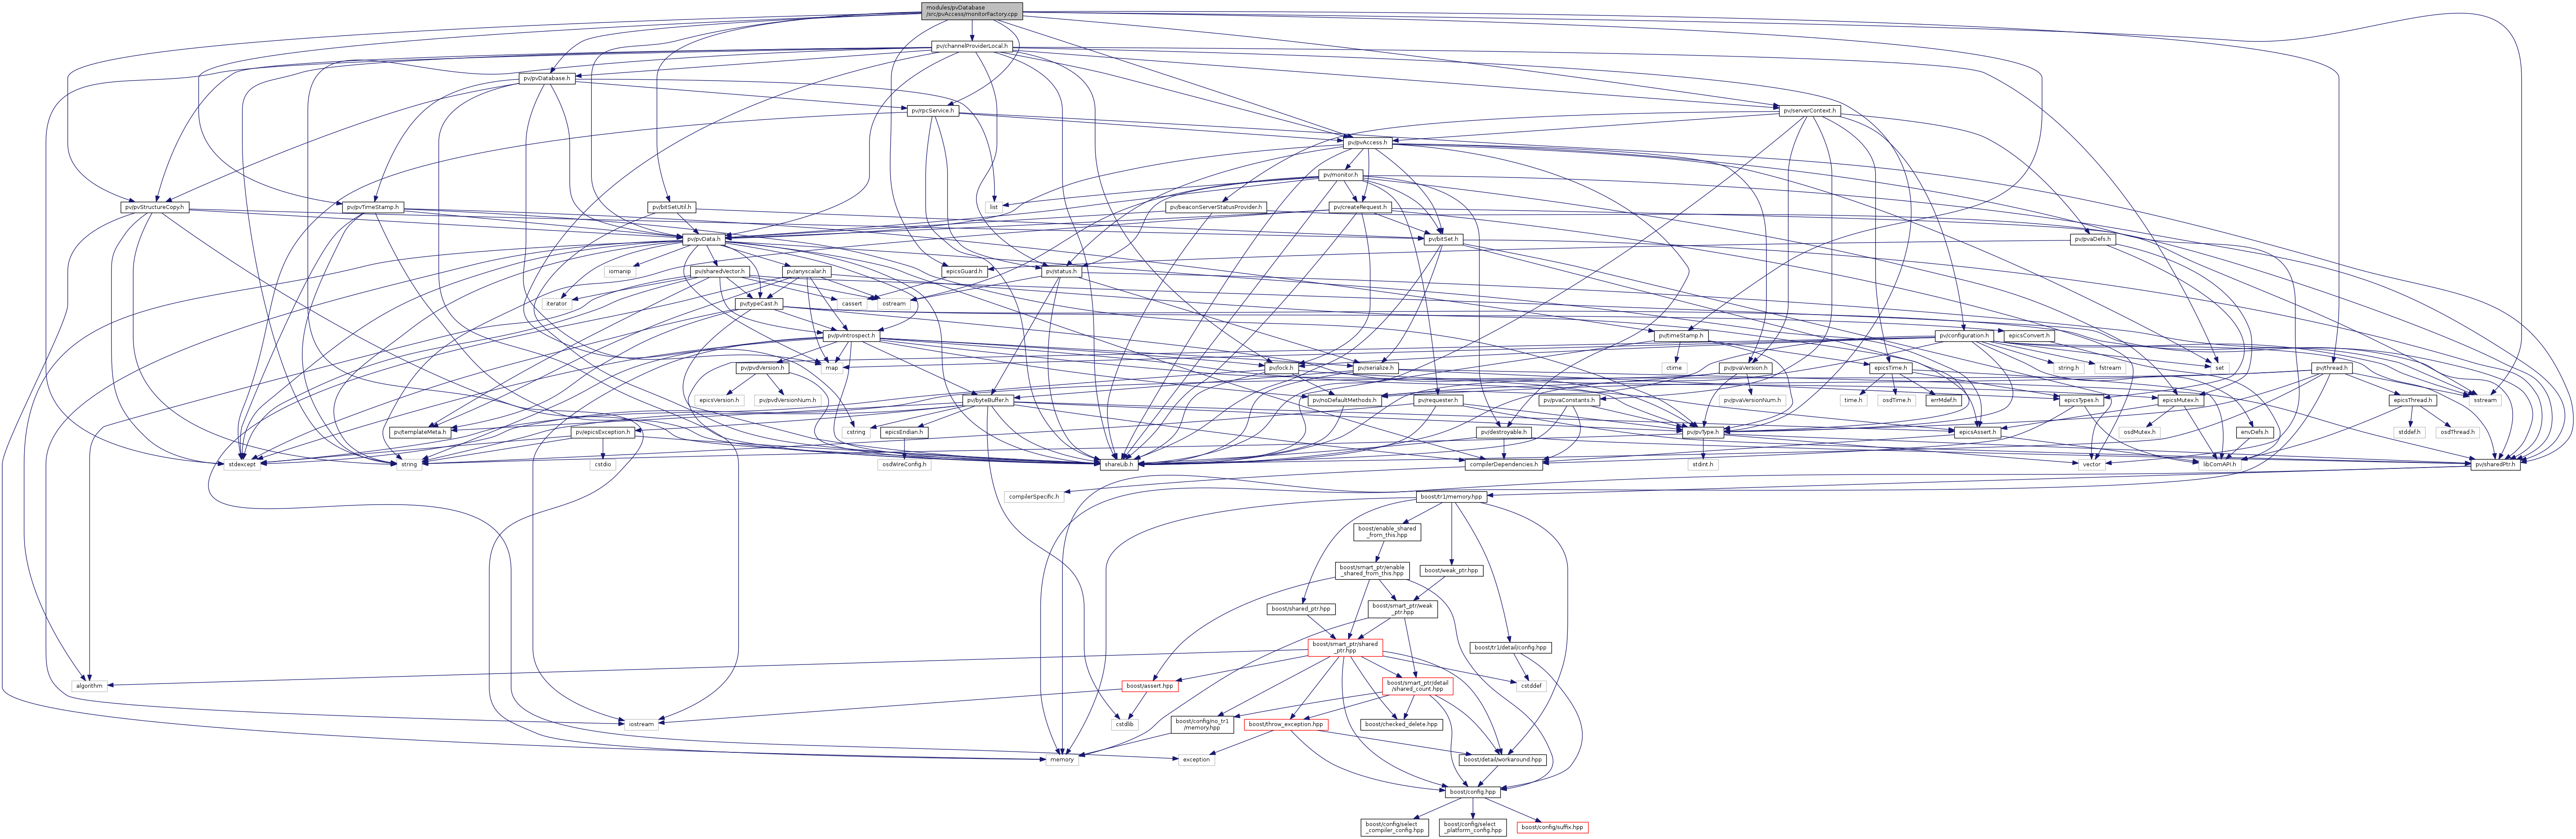 modules/pvDatabase
/src/pvAccess/monitorFactory.cpp
pv/channelProviderLocal.h
pv/pvDatabase.h
pv/rpcService.h
pv/serverContext.h
pv/pvAccess.h
pv/monitor.h
pv/pvStructureCopy.h
pv/pvTimeStamp.h
pv/bitSetUtil.h
list
pv/beaconServerStatusProvider.h
pv/createRequest.h
pv/pvData.h
pv/bitSet.h
pv/pvaDefs.h
iomanip
pv/sharedVector.h
pv/anyscalar.h
epicsGuard.h
pv/status.h
iterator
pv/typeCast.h
cassert
ostream
pv/pvIntrospect.h
pv/timeStamp.h
pv/configuration.h
epicsConvert.h
pv/pvdVersion.h
map
pv/lock.h
pv/serialize.h
ctime
pv/pvaVersion.h
epicsTime.h
string.h
fstream
set
pv/thread.h
epicsVersion.h
pv/pvdVersionNum.h
pv/byteBuffer.h
pv/noDefaultMethods.h
pv/requester.h
pv/pvaConstants.h
pv/pvaVersionNum.h
time.h
osdTime.h
errMdef.h
epicsTypes.h
epicsMutex.h
epicsThread.h
sstream
pv/templateMeta.h
pv/epicsException.h
cstring
epicsEndian.h
pv/destroyable.h
pv/pvType.h
epicsAssert.h
osdMutex.h
envDefs.h
stddef.h
osdThread.h
stdexcept
string
cstdio
osdWireConfig.h
shareLib.h
compilerDependencies.h
stdint.h
vector
libComAPI.h
pv/sharedPtr.h
compilerSpecific.h
boost/tr1/memory.hpp
boost/enable_shared
_from_this.hpp
boost/smart_ptr/enable
_shared_from_this.hpp
boost/weak_ptr.hpp
boost/shared_ptr.hpp
boost/smart_ptr/weak
_ptr.hpp
boost/smart_ptr/shared
_ptr.hpp
boost/tr1/detail/config.hpp
algorithm
boost/assert.hpp
boost/smart_ptr/detail
/shared_count.hpp
cstddef
iostream
cstdlib
boost/config/no_tr1
/memory.hpp
boost/throw_exception.hpp
boost/checked_delete.hpp
memory
exception
boost/detail/workaround.hpp
boost/config.hpp
boost/config/select
_compiler_config.hpp
boost/config/select
_platform_config.hpp
boost/config/suffix.hpp